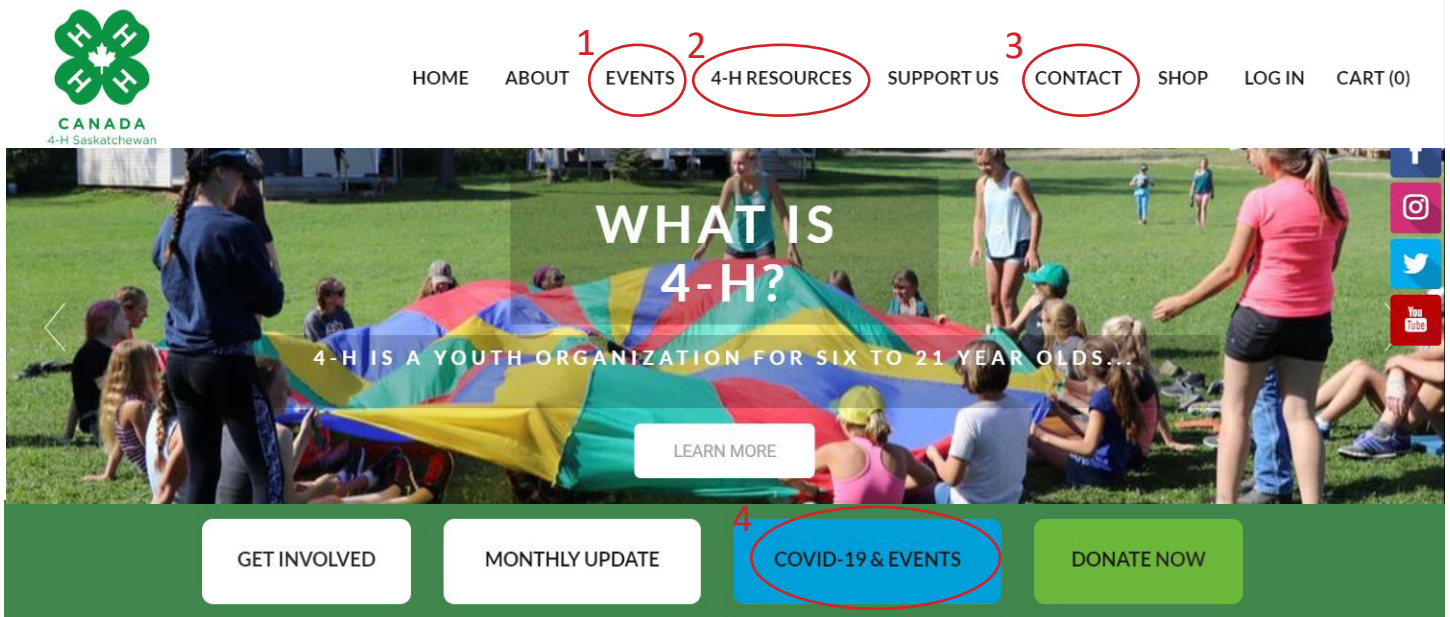 H H
H H
CANADA
4-H Saskatchewan
1 2 3
HOME ABOUT EVENTS 4-H RESOURCES SUPPORT US CONTACT SHOP LOG IN CART (0)
f
WHAT IS
4-H?
You
Tube
4-H IS A YOUTH ORGANIZATION FOR SIX TO 21 YEAR OLDS...
LEARN MORE
4
GET INVOLVED MONTHLY UPDATE COVID-19 & EVENTS DONATE NOW